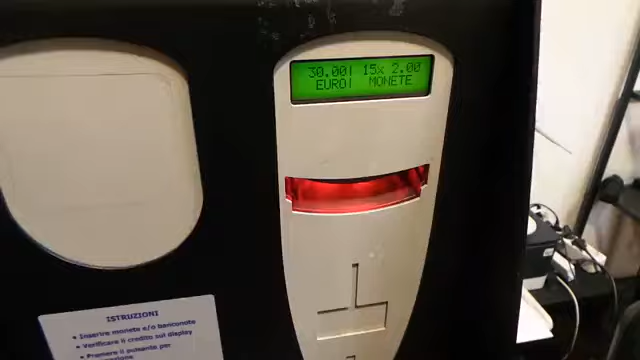 30.00| 15x 2.00
EURO| MONETE
ISTRUZIONI
• Inserire monete e/o banconote
• Verificare il credito sul display
• Premere il pulsante per